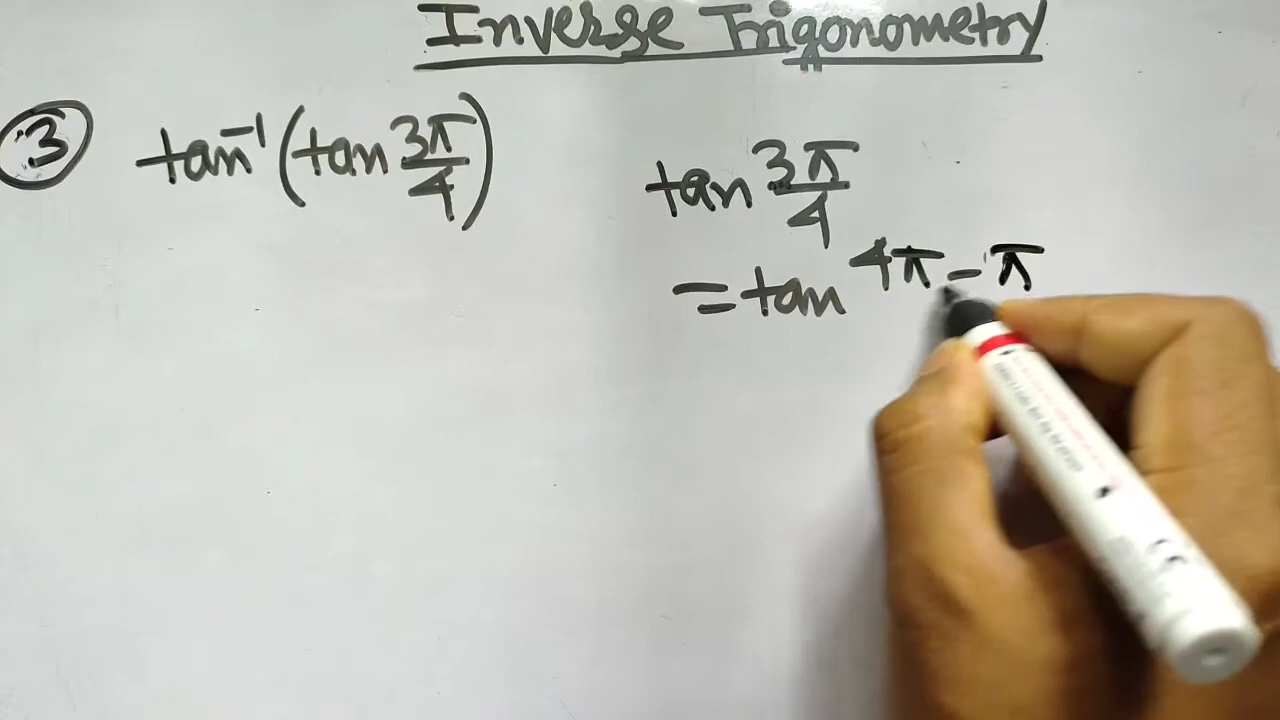 Inverse Trigonometry
3 tan⁻¹(tan 3π/4)
tan 3π/4
= tan 4π - π